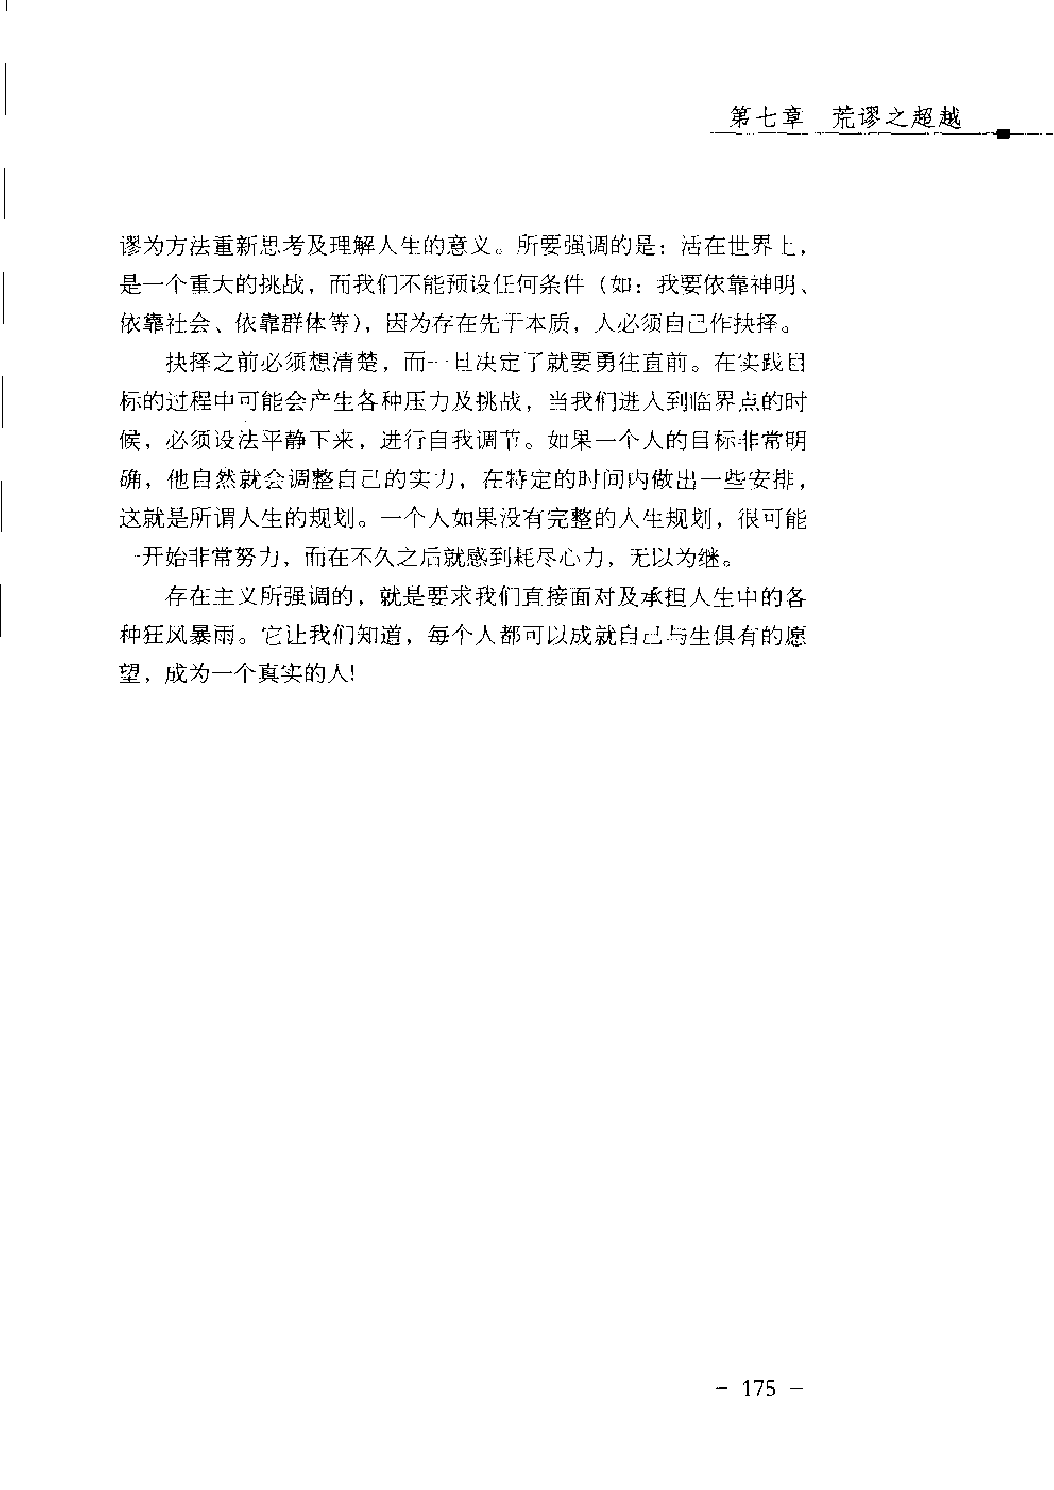 第七章　荒谬之超越
谬为方法重新思考及理解人生的意义。所要强调的是：活在世界上，
是一个重大的挑战，而我们不能预设任何条件（如：我要依靠神明、
依靠社会、依靠群体等），因为存在先于本质，人必须自己作抉择。
抉择之前必须想清楚，而一旦决定了就要勇往直前。在实践目
标的过程中可能会产生各种压力及挑战，当我们进入到临界点的时
候，必须设法平静下来，进行自我调节。如果一个人的目标非常明
确，他自然就会调整自己的实力，在特定的时间内做出一些安排，
这就是所谓人生的规划。一个人如果没有完整的人生规划，很可能
一开始非常努力，而在不久之后就感到耗尽心力，无以为继。
存在主义所强调的，就是要求我们直接面对及承担人生中的各
种狂风暴雨。它让我们知道，每个人都可以成就自己与生俱有的愿
望，成为一个真实的人!
- 175 -